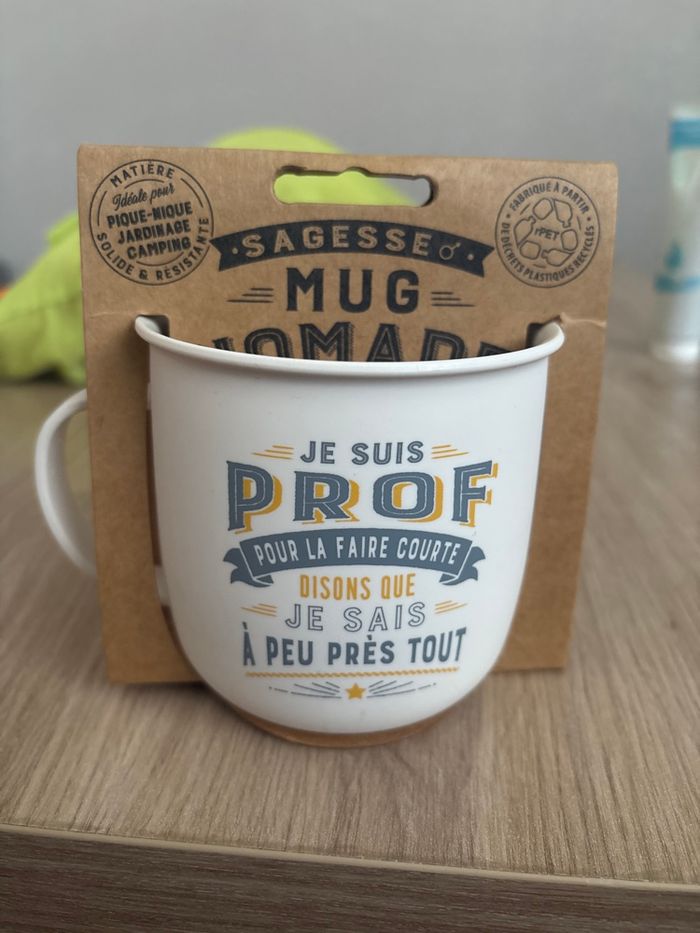 MATIÈRE
Idéale pour
PIQUE-NIQUE
JARDINAGE
CAMPING
SOLIDE & RÉSISTANTE
FABRIQUÉ À PARTIR
rPET
DE DÉCHETS PLASTIQUES RECYCLÉS
SAGESSE
MUG
NOMADE
JE SUIS
PROF
POUR LA FAIRE COURTE
DISONS QUE
JE SAIS
À PEU PRÈS TOUT